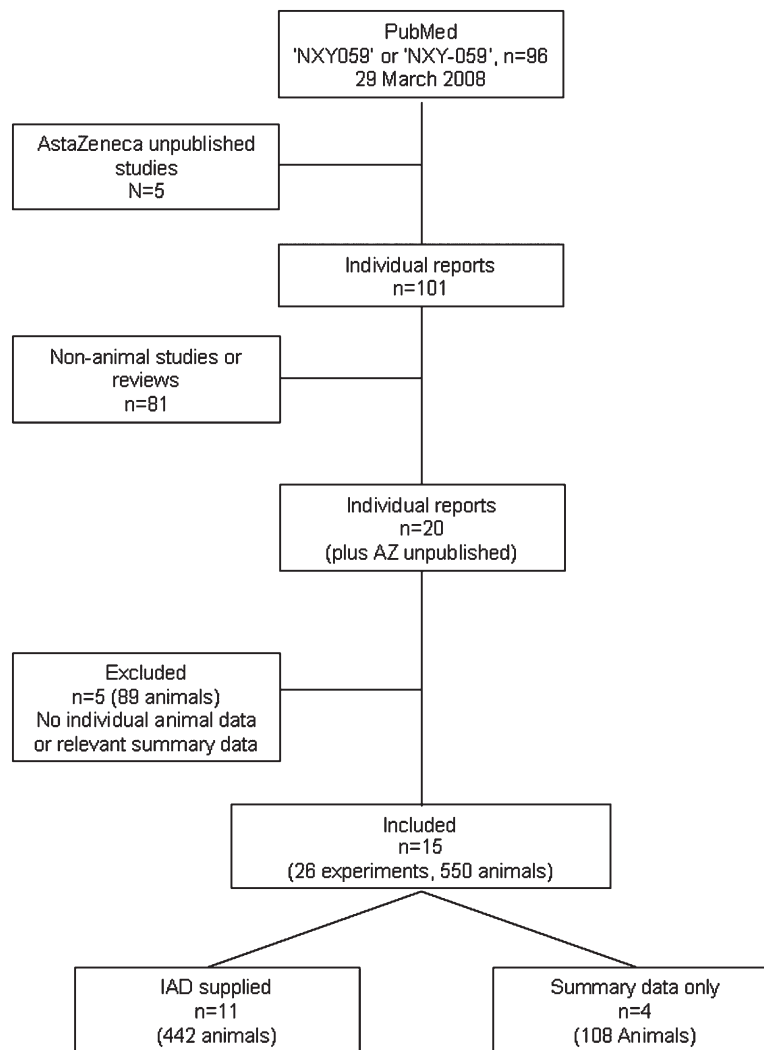 PubMed
'NXY059' or 'NXY-059', n=96
29 March 2008
AstaZeneca unpublished
studies
N=5
Individual reports
n=101
Non-animal studies or
reviews
n=81
Individual reports
n=20
(plus AZ unpublished)
Excluded
n=5 (89 animals)
No individual animal data
or relevant summary data
Included
n=15
(26 experiments, 550 animals)
IAD supplied
n=11
(442 animals)
Summary data only
n=4
(108 Animals)